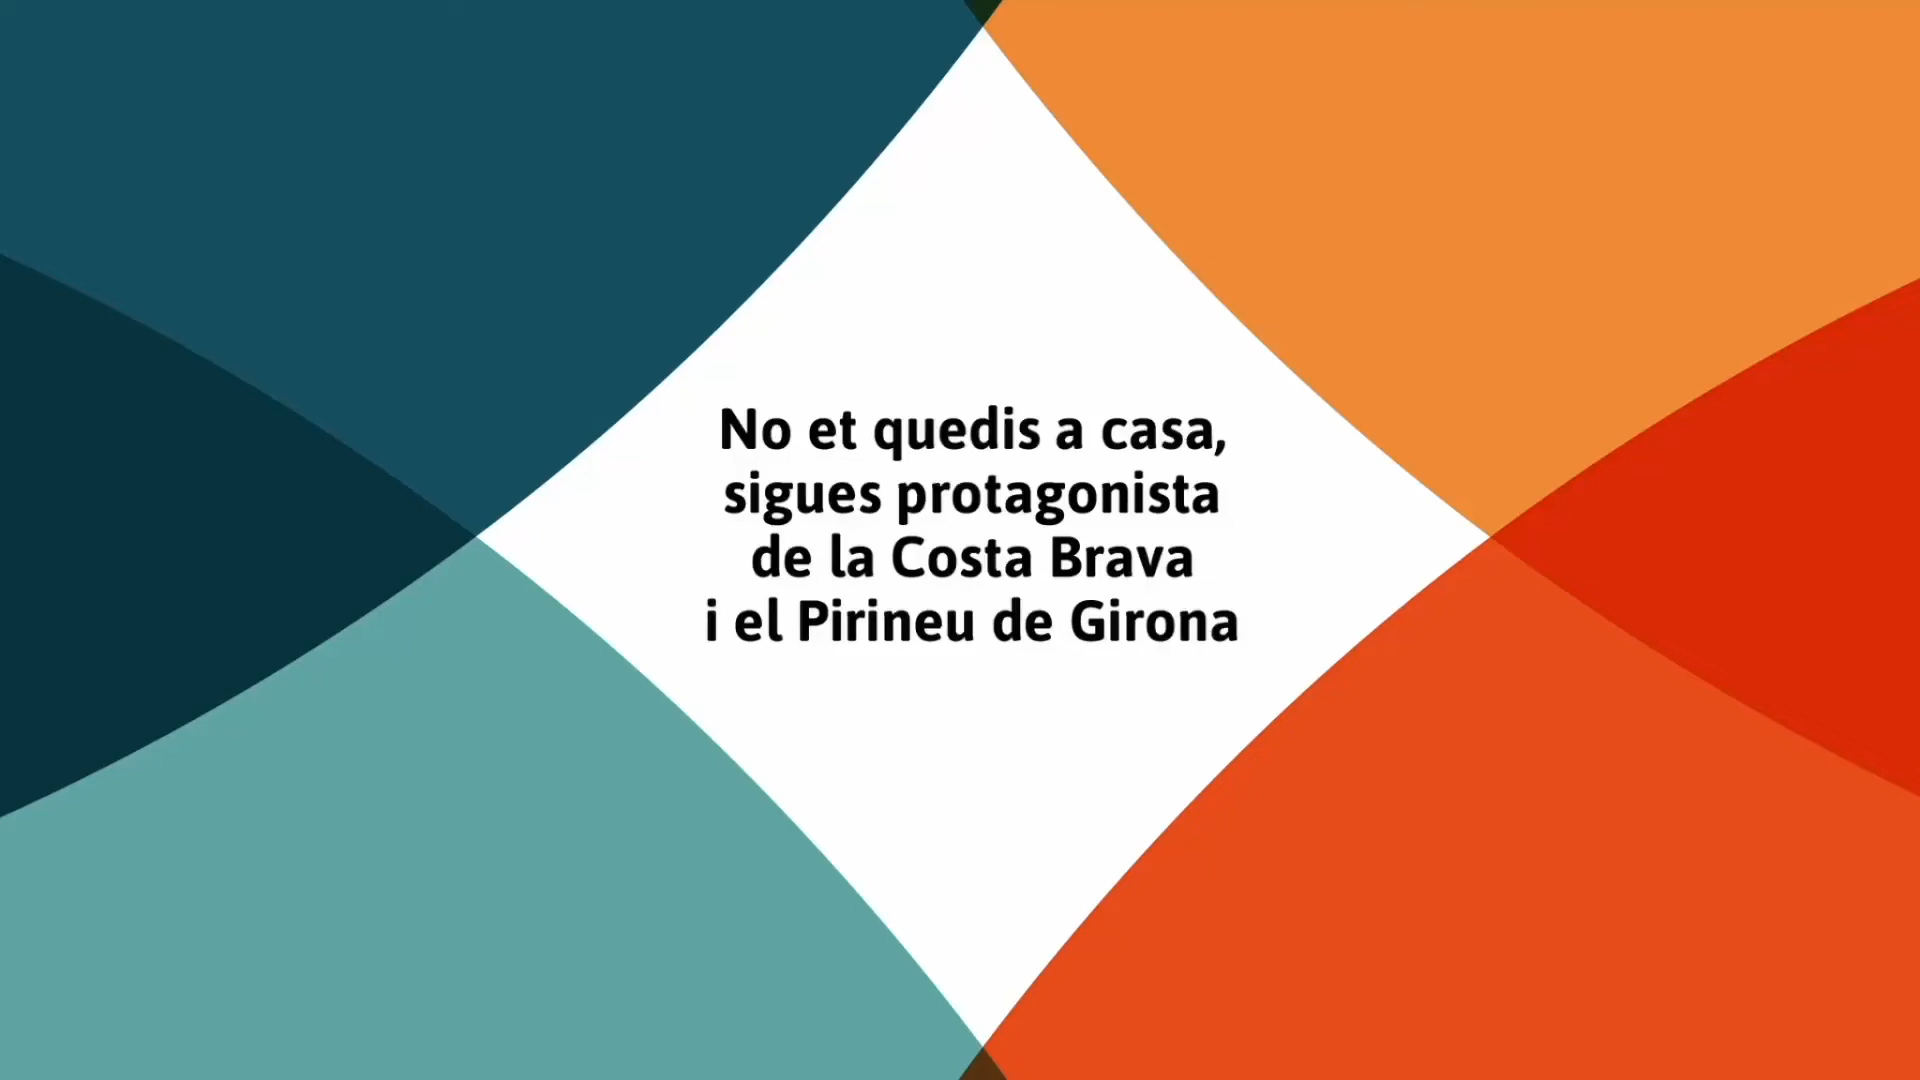 No et quedis a casa,
sigues protagonista
de la Costa Brava
i el Pirineu de Girona